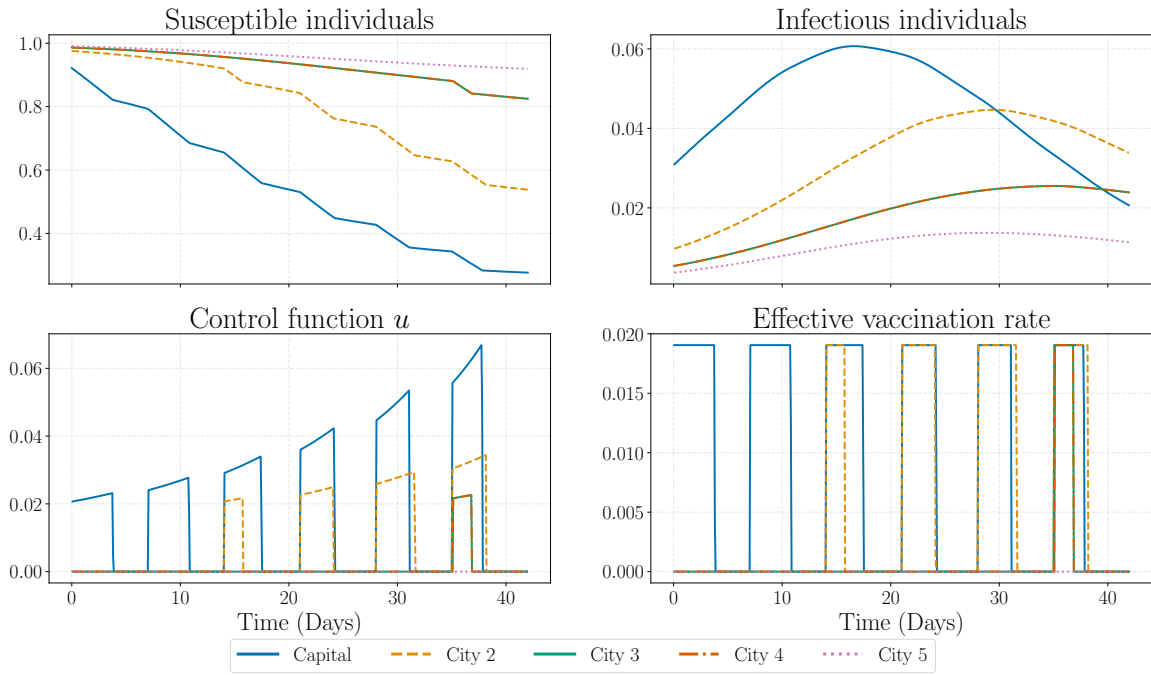 Susceptible individuals
1.0
0.8
0.6
0.4
Infectious individuals
0.06
0.04
0.02
Control function u
0.06
0.04
0.02
0.00
0 10 20 30 40
Time (Days)
Effective vaccination rate
0.020
0.015
0.010
0.005
0.000
0 10 20 30 40
Time (Days)
Capital City 2 City 3 City 4 City 5